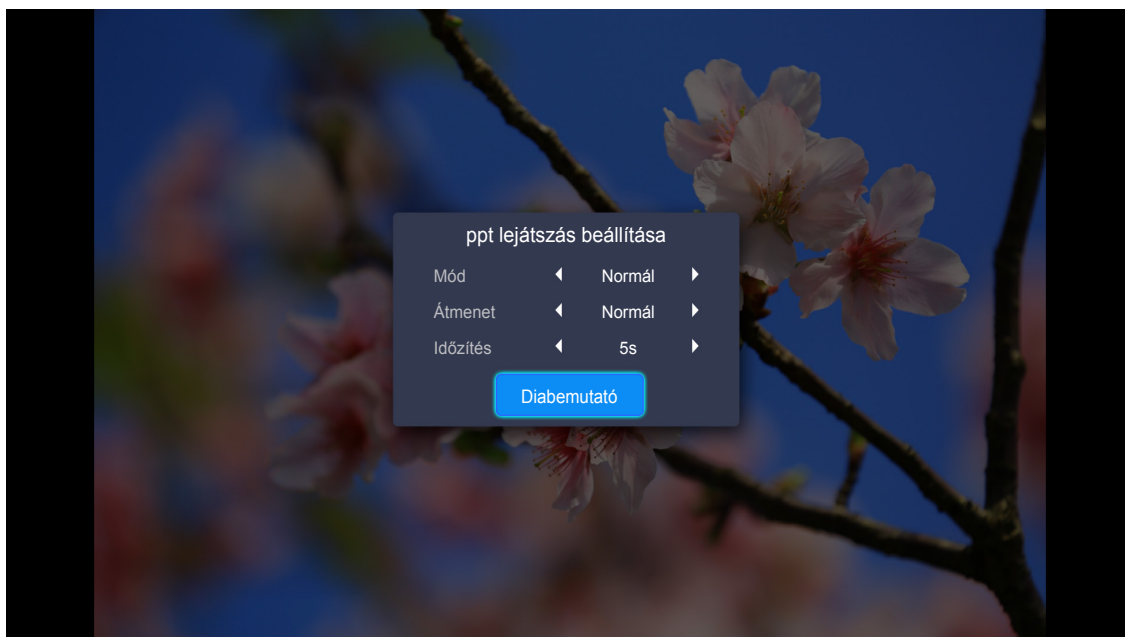 ppt lejátszás beállítása
Mód Normál
Átmenet Normál
Időzítés 5s
Diabemutató